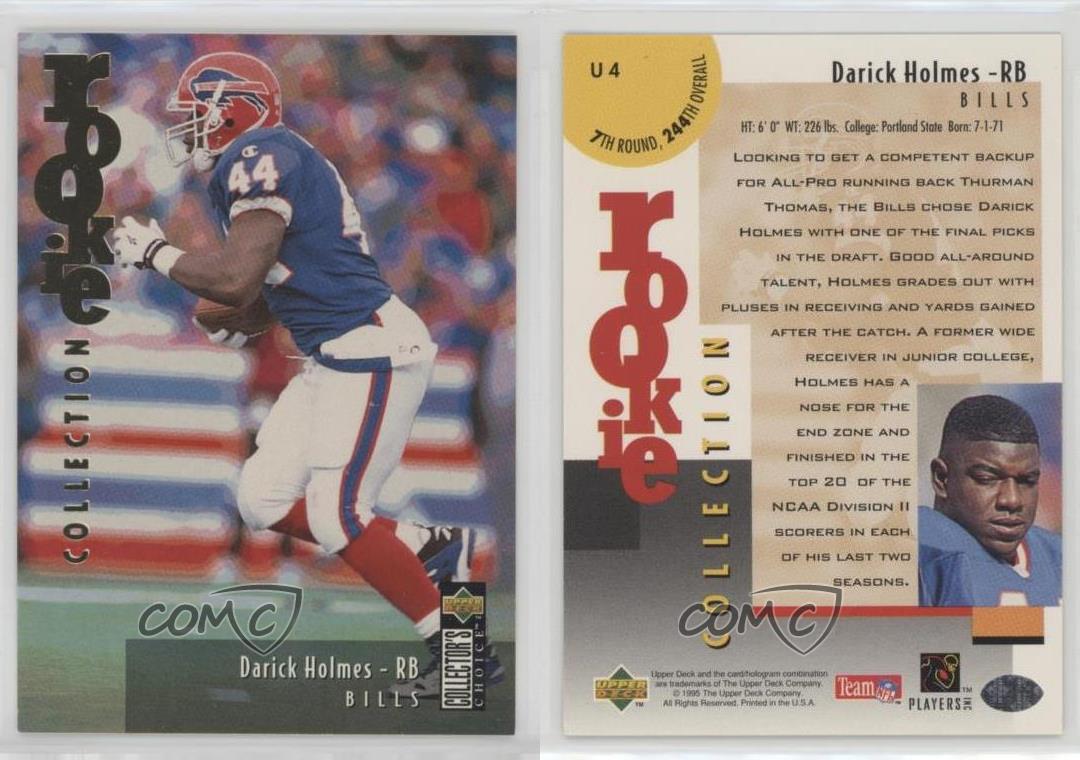 rookie
COLLECTION
44
Darick Holmes - RB
BILLS
UPPER DECK
COLLECTOR'S CHOICE™
COMC
U4
7TH ROUND, 244TH OVERALL
Darick Holmes -RB
BILLS
HT: 6' 0" WT: 226 lbs. College: Portland State Born: 7-1-71
LOOKING TO GET A COMPETENT BACKUP
FOR ALL-PRO RUNNING BACK THURMAN
THOMAS, THE BILLS CHOSE DARICK
HOLMES WITH ONE OF THE FINAL PICKS
IN THE DRAFT. GOOD ALL-AROUND
TALENT, HOLMES GRADES OUT WITH
PLUSES IN RECEIVING AND YARDS GAINED
AFTER THE CATCH. A FORMER WIDE
RECEIVER IN JUNIOR COLLEGE,
HOLMES HAS A
NOSE FOR THE
END ZONE AND
FINISHED IN THE
TOP 20 OF THE
NCAA DIVISION II
SCORERS IN EACH
OF HIS LAST TWO
SEASONS.
rookie
COLLECTION
COMC
UPPER DECK™
Upper Deck and the card/hologram combination
are trademarks of The Upper Deck Company.
© 1995 The Upper Deck Company.
All Rights Reserved. Printed in the U.S.A.
Team NFL™
PLAYERS INC™